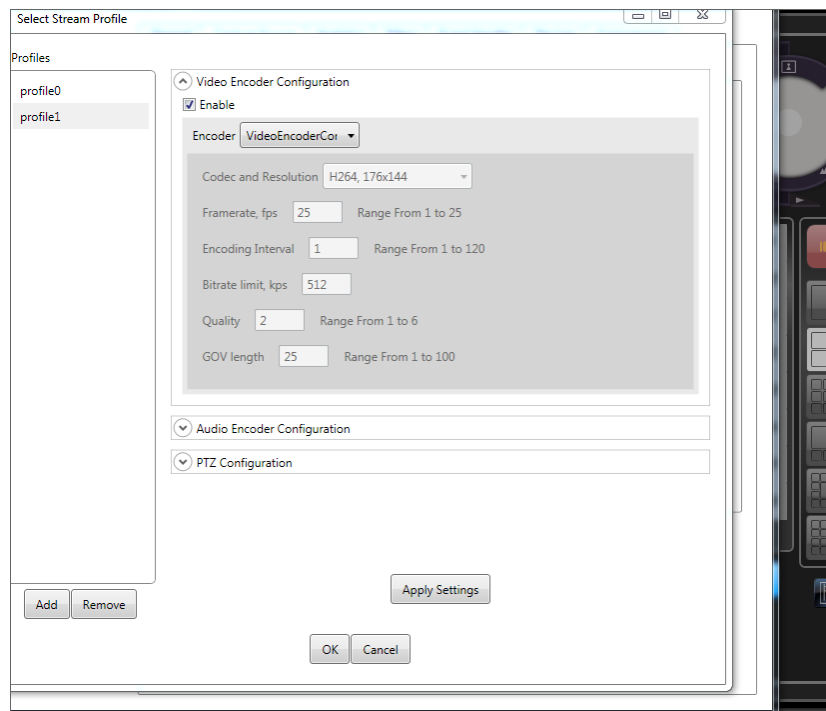 Select Stream Profile
Profiles
profile0
profile1
Video Encoder Configuration
Enable
Encoder VideoEncoderCor
Codec and Resolution H264, 176x144
Framerate, fps 25 Range From 1 to 25
Encoding Interval 1 Range From 1 to 120
Bitrate limit, kps 512
Quality 2 Range From 1 to 6
GOV length 25 Range From 1 to 100
Audio Encoder Configuration
PTZ Configuration
Apply Settings
Add Remove
OK Cancel